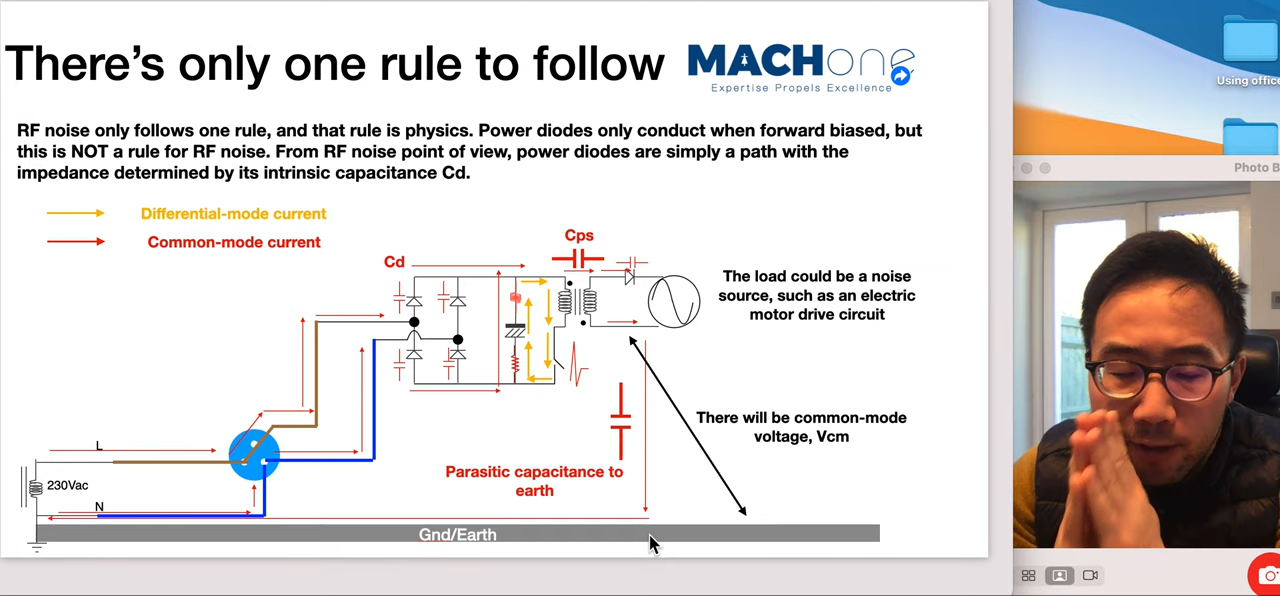 There's only one rule to follow
MACHone
Expertise Propels Excellence
Using office
RF noise only follows one rule, and that rule is physics. Power diodes only conduct when forward biased, but
this is NOT a rule for RF noise. From RF noise point of view, power diodes are simply a path with the
impedance determined by its intrinsic capacitance Cd.
Photo B
Differential-mode current
Common-mode current
Cps
Cd
The load could be a noise
source, such as an electric
motor drive circuit
There will be common-mode
voltage, Vcm
L
Parasitic capacitance to
earth
230Vac
N
Gnd/Earth